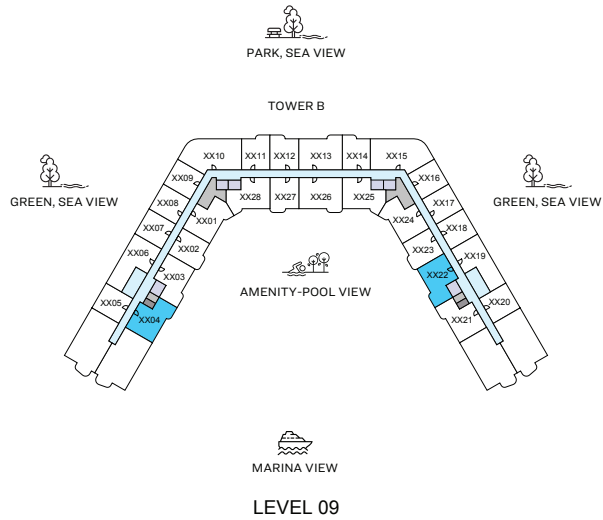 PARK, SEA VIEW
TOWER B
XX10 XX11 XX12 XX13 XX14 XX15
XX09 XX16
GREEN, SEA VIEW GREEN, SEA VIEW
XX28 XX27 XX26 XX25
XX08 XX17
XX01 XX24
XX07 XX18
XX02 XX23
XX06 XX19
XX03 XX22
AMENITY-POOL VIEW
XX05 XX20
XX04 XX21
MARINA VIEW
LEVEL 09